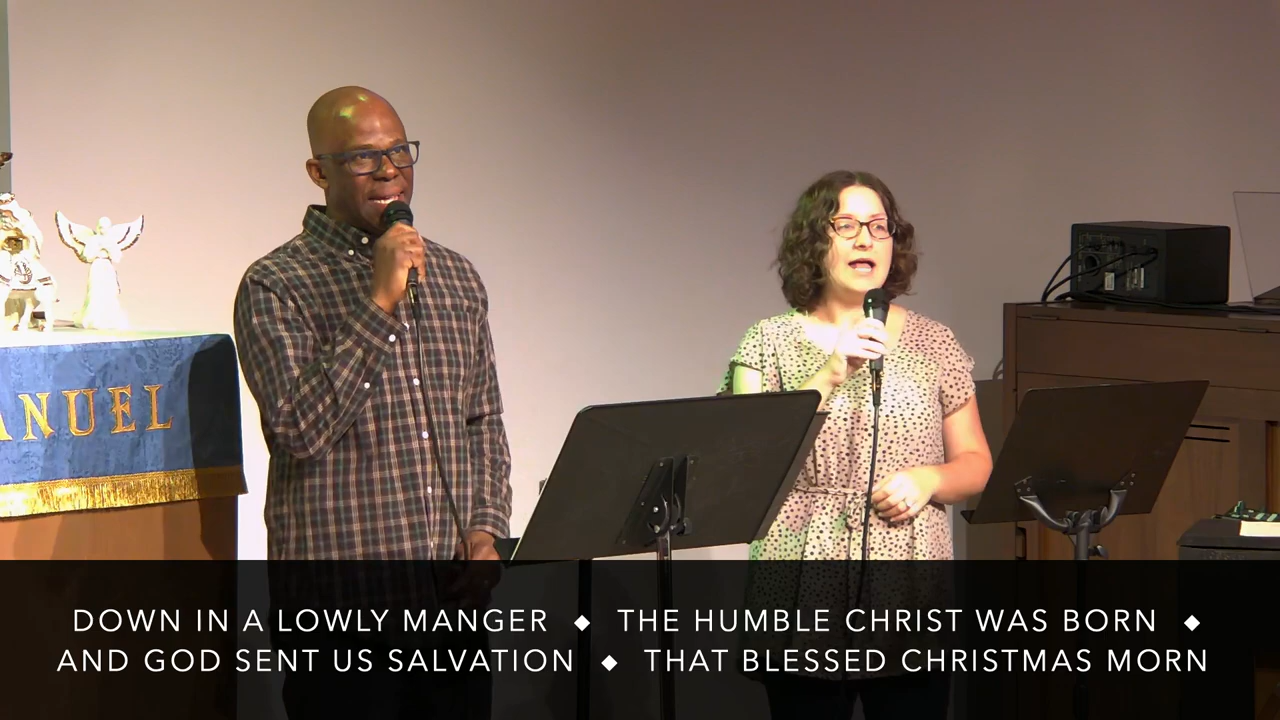 ANUEL
DOWN IN A LOWLY MANGER ◆ THE HUMBLE CHRIST WAS BORN ◆
AND GOD SENT US SALVATION ◆ THAT BLESSED CHRISTMAS MORN